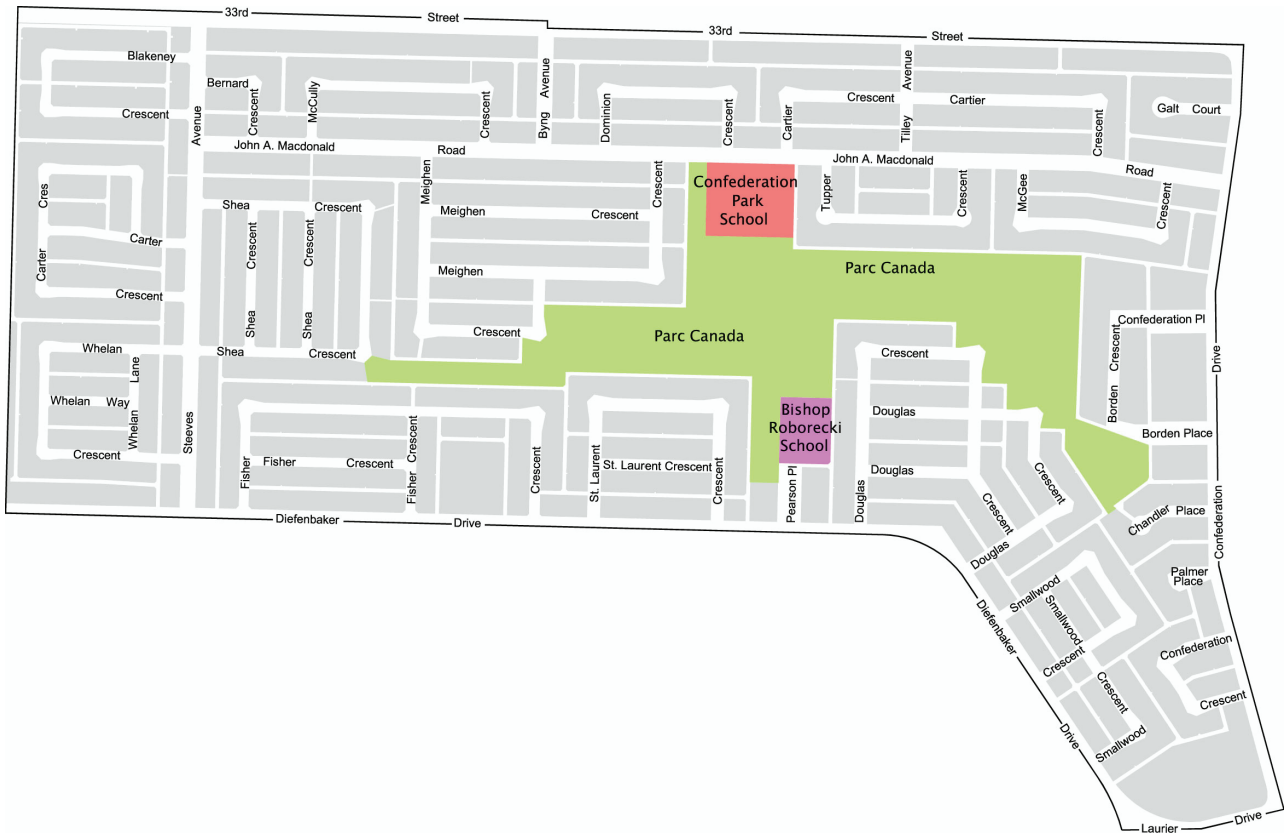 33rd
Street
33rd
Street
Blakeney
Crescent
Avenue
Bernard
Crescent
McCully
Crescent
Byng Avenue
Dominion
Crescent
Cartier
Crescent
Avenue
Tilley
Cartier
Crescent
Galt Court
John A. Macdonald
Road
John A. Macdonald
Road
Cres
Carter
Carter
Crescent
Shea
Crescent
Crescent
Shea
Crescent
Shea
Shea
Crescent
Meighen
Meighen
Crescent
Crescent
Meighen
Crescent
Confederation
Park
School
Tupper
Crescent
McGee
Crescent
Parc Canada
Parc Canada
Confederation Pl
Crescent
Borden
Borden Place
Drive
Confederation
Whelan
Lane
Whelan Way
Whelan
Crescent
Steeves
Fisher
Fisher
Crescent
Crescent
Fisher
Crescent
St. Laurent
St. Laurent Crescent
Crescent
Bishop
Roborecki
School
Pearson Pl
Crescent
Douglas
Douglas
Douglas
Crescent
Crescent
Douglas
Chandler Place
Palmer
Place
Diefenbaker
Drive
Diefenbaker
Drive
Smallwood
Smallwood
Crescent
Crescent
Smallwood
Confederation
Crescent
Laurier
Drive